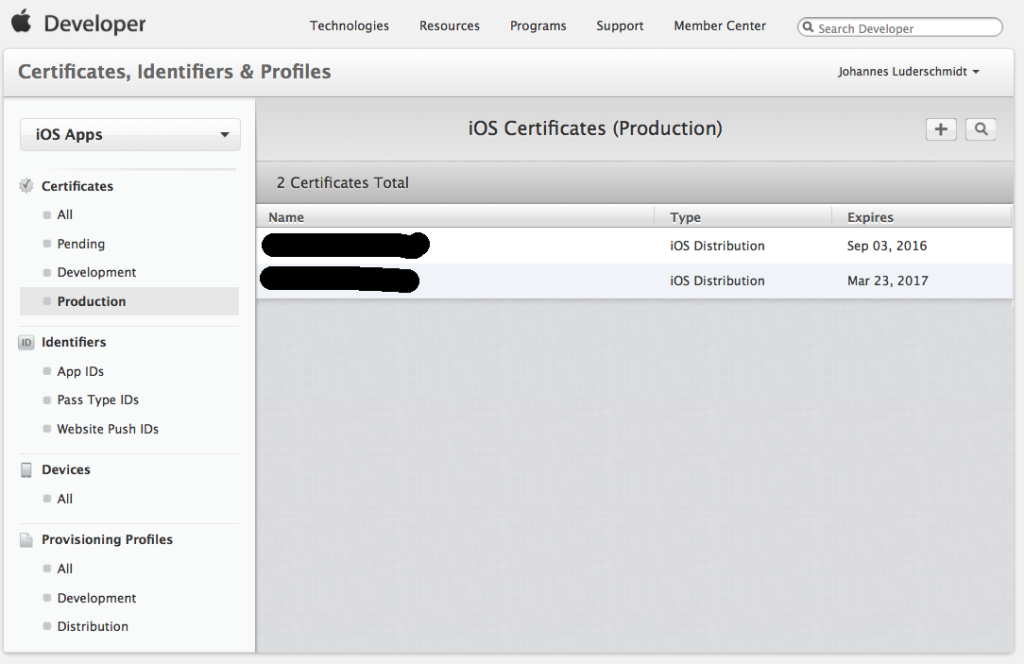 Developer
Technologies Resources Programs Support Member Center Search Developer
Certificates, Identifiers & Profiles
Johannes Luderschmidt
iOS Apps
Certificates
All
Pending
Development
Production
ID Identifiers
App IDs
Pass Type IDs
Website Push IDs
Devices
All
Provisioning Profiles
All
Development
Distribution
iOS Certificates (Production)
2 Certificates Total
Name Type Expires
iOS Distribution Sep 03, 2016
iOS Distribution Mar 23, 2017